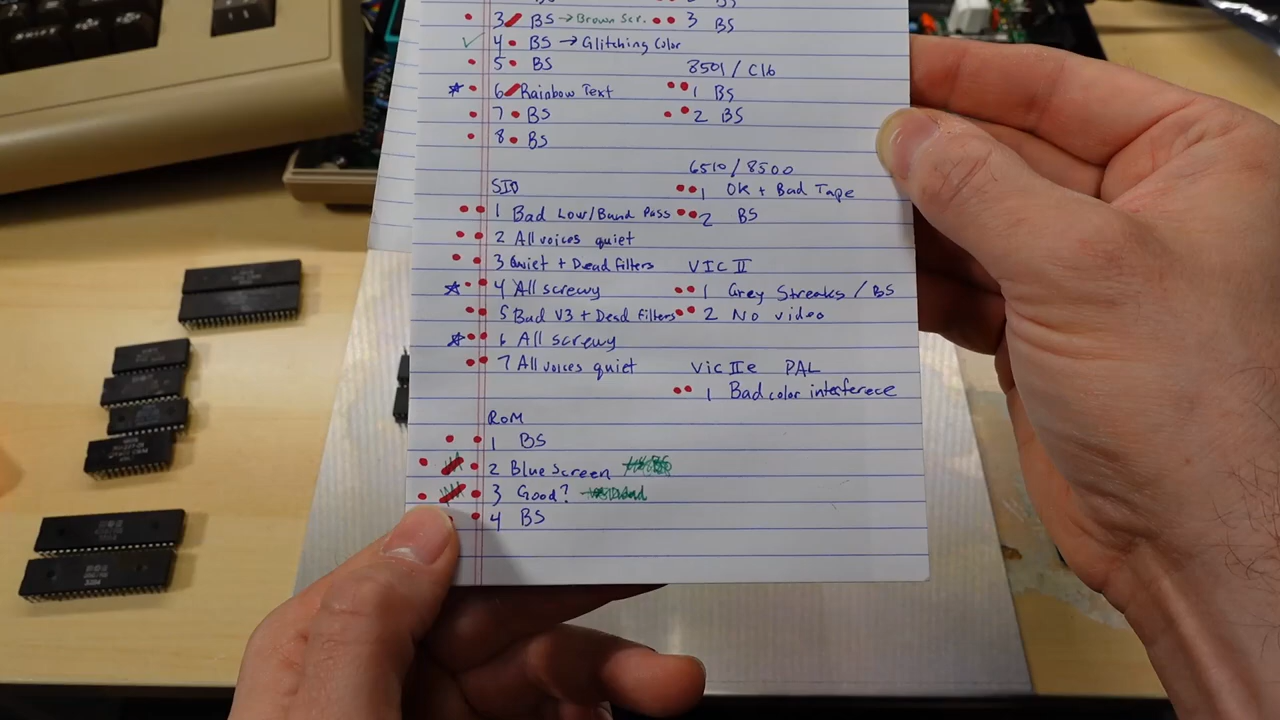 3 BS → Brown Scr.
4 BS → Glitching Color
5 BS
6 Rainbow Text
7 BS
8 BS
SID
1 Bad Low/Band Pass
2 All voices quiet
3 Quiet + Dead filters
4 All screwy
5 Bad V3 + Dead filters
6 All screwy
7 All voices quiet
ROM
1 BS
2 Blue Screen
3 Good?
4 BS
3 BS
8501 / C16
1 BS
2 BS
6510 / 8500
1 OK + Bad Tape
2 BS
VIC II
1 Grey Streaks / BS
2 No video
Vic IIe PAL
1 Bad color interferece